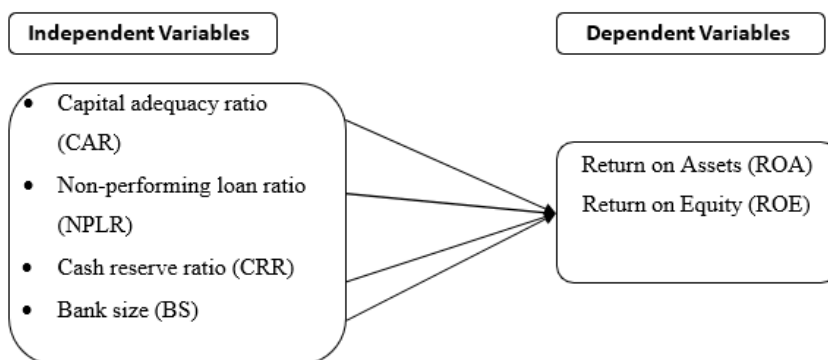 Independent Variables
Dependent Variables
• Capital adequacy ratio
(CAR)
• Non-performing loan ratio
(NPLR)
• Cash reserve ratio (CRR)
• Bank size (BS)
Return on Assets (ROA)
Return on Equity (ROE)